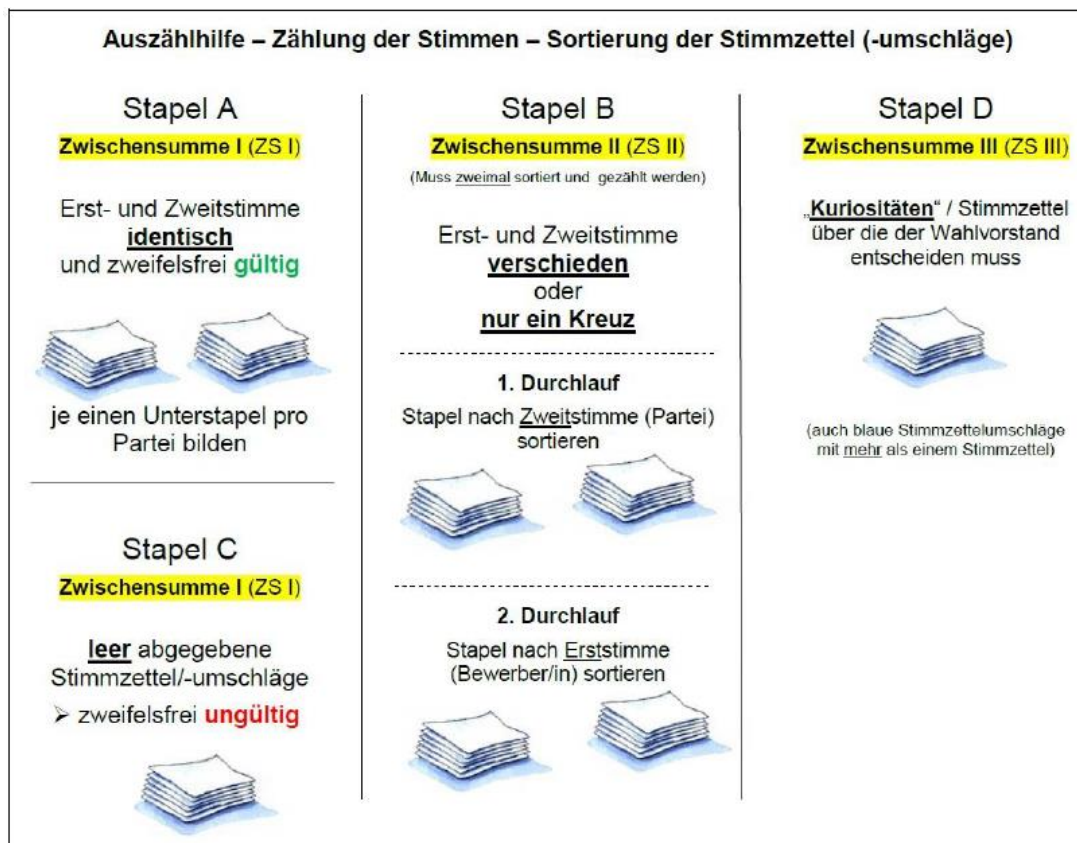 Auszählhilfe – Zählung der Stimmen – Sortierung der Stimmzettel (-umschläge)
Stapel A
Zwischensumme I (ZS I)
Erst- und Zweitstimme
identisch
und zweifelsfrei gültig
je einen Unterstapel pro
Partei bilden
Stapel C
Zwischensumme I (ZS I)
leer abgegebene
Stimmzettel/-umschläge
➢ zweifelsfrei ungültig
Stapel B
Zwischensumme II (ZS II)
(Muss zweimal sortiert und gezählt werden)
Erst- und Zweitstimme
verschieden
oder
nur ein Kreuz
1. Durchlauf
Stapel nach Zweitstimme (Partei)
sortieren
2. Durchlauf
Stapel nach Erststimme
(Bewerber/in) sortieren
Stapel D
Zwischensumme III (ZS III)
„Kuriositäten“ / Stimmzettel
über die der Wahlvorstand
entscheiden muss
(auch blaue Stimmzettelumschläge
mit mehr als einem Stimmzettel)